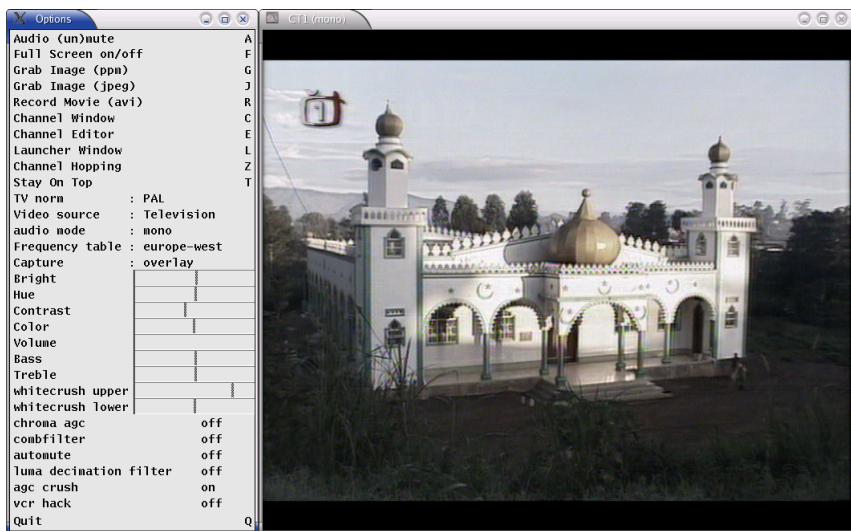 Options
Audio (un)mute A
Full Screen on/off F
Grab Image (ppm) G
Grab Image (jpeg) J
Record Movie (avi) R
Channel Window C
Channel Editor E
Launcher Window L
Channel Hopping Z
Stay On Top T
TV norm : PAL
Video source : Television
audio mode : mono
Frequency table : europe-west
Capture : overlay
Bright
Hue
Contrast
Color
Volume
Bass
Treble
whitecrush upper
whitecrush lower
chroma agc off
combfilter off
automute off
luma decimation filter off
agc crush on
vcr hack off
Quit Q
CT1 (mono)